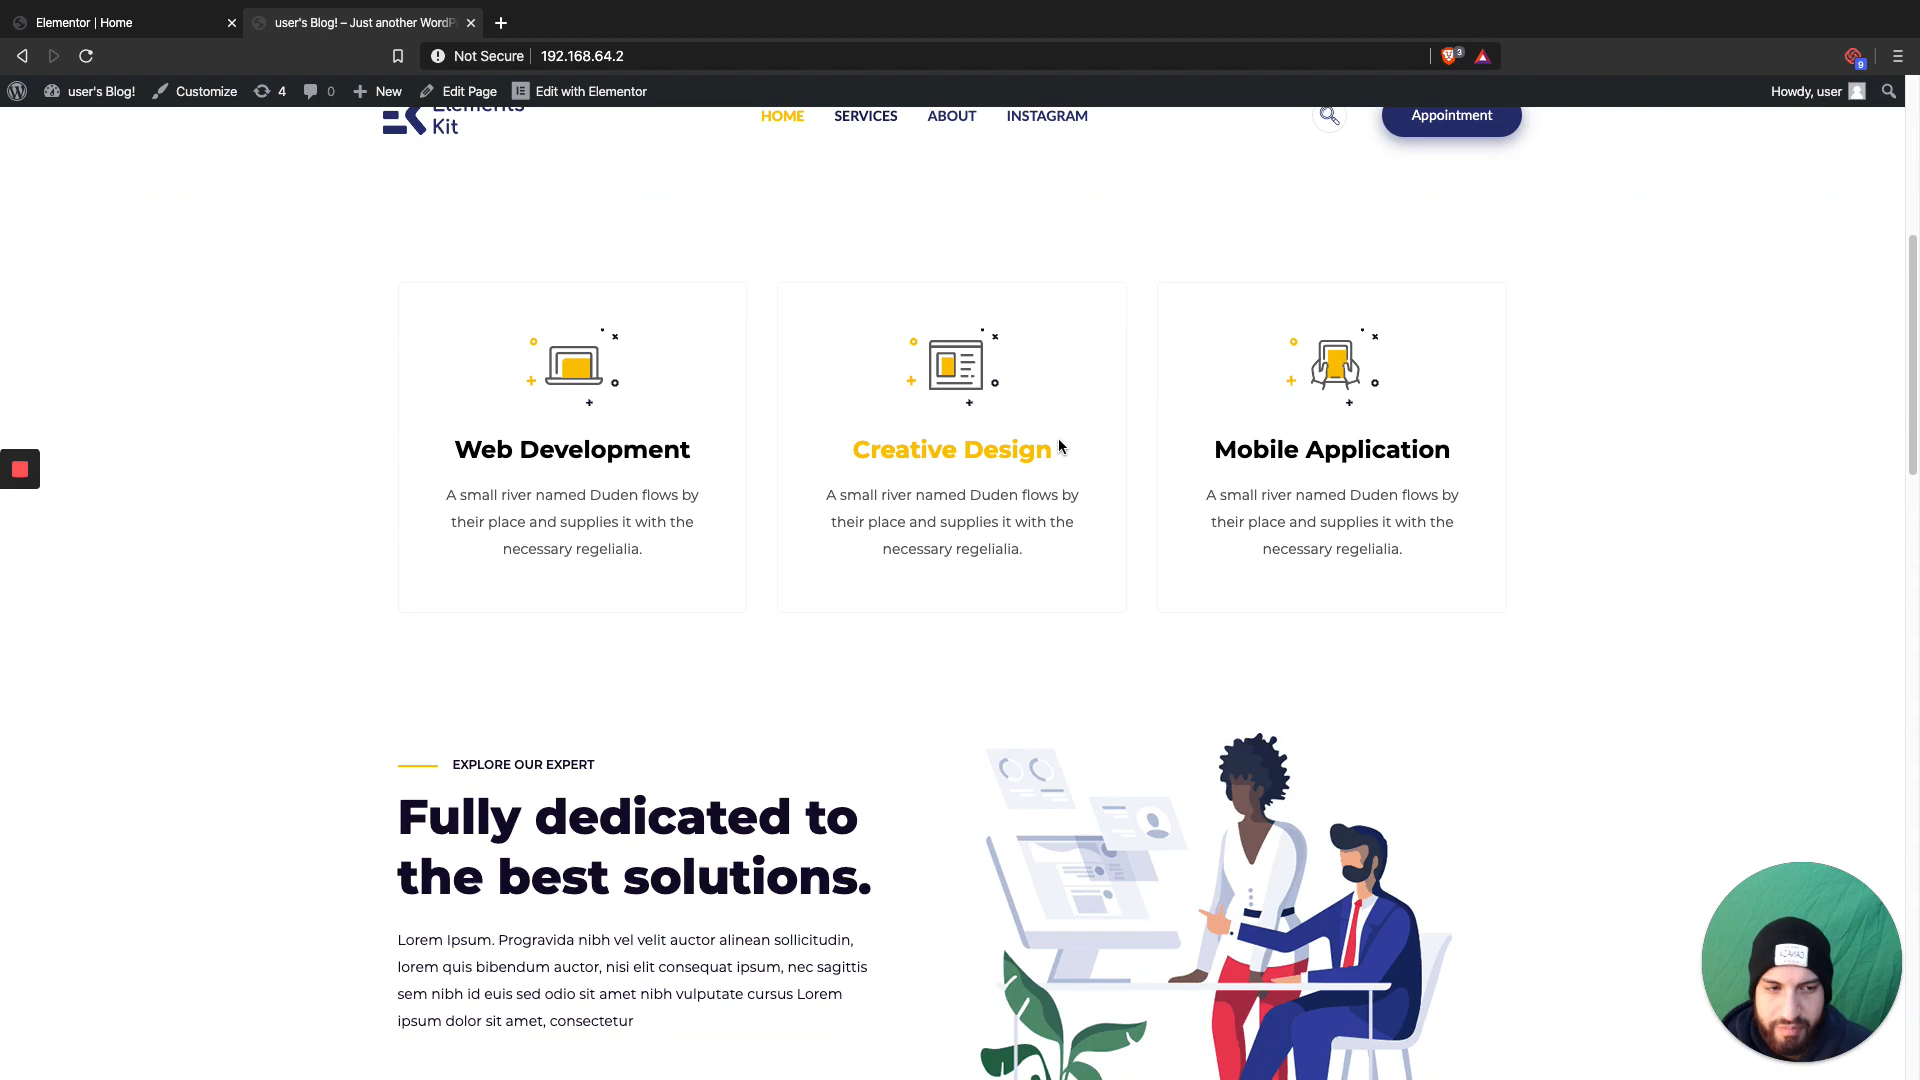 Elementor | Home
user's Blog! – Just another WordP
Not Secure
192.168.64.2
3
9
user's Blog!
Customize
4
0
New
Edit Page
Edit with Elementor
Howdy, user
Elements
Kit
HOME
SERVICES
ABOUT
INSTAGRAM
Appointment
Web Development
A small river named Duden flows by
their place and supplies it with the
necessary regelialia.
Creative Design
A small river named Duden flows by
their place and supplies it with the
necessary regelialia.
Mobile Application
A small river named Duden flows by
their place and supplies it with the
necessary regelialia.
EXPLORE OUR EXPERT
Fully dedicated to
the best solutions.
Lorem Ipsum. Progravida nibh vel velit auctor alinean sollicitudin,
lorem quis bibendum auctor, nisi elit consequat ipsum, nec sagittis
sem nibh id euis sed odio sit amet nibh vulputate cursus Lorem
ipsum dolor sit amet, consectetur